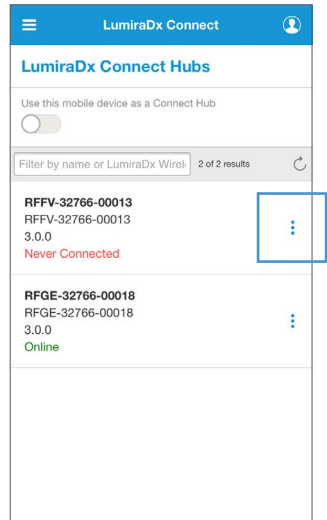 LumiraDx Connect
LumiraDx Connect Hubs
Use this mobile device as a Connect Hub
Filter by name or LumiraDx Wirel
2 of 2 results
RFFV-32766-00013
RFFV-32766-00013
3.0.0
Never Connected
RFGE-32766-00018
RFGE-32766-00018
3.0.0
Online